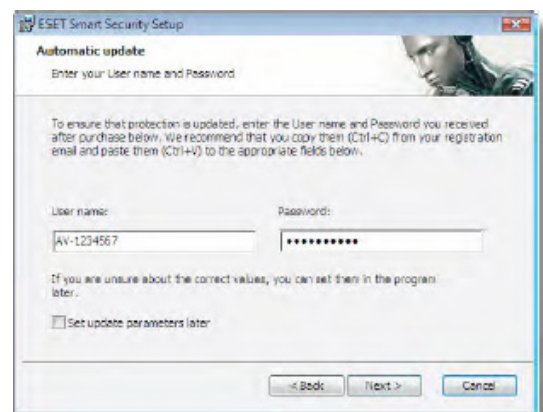 ESET Smart Security Setup
Automatic update
Enter your User name and Password
To ensure that protection is updated, enter the User name and Password you received
after purchase below. We recommend that you copy them (Ctrl+C) from your registration
email and paste them (Ctrl+V) to the appropriate fields below.
User name: Password:
AV-1234567 ••••••••••
If you are unsure about the correct values, you can set them in the program
later.
Set update parameters later
< Back Next > Cancel